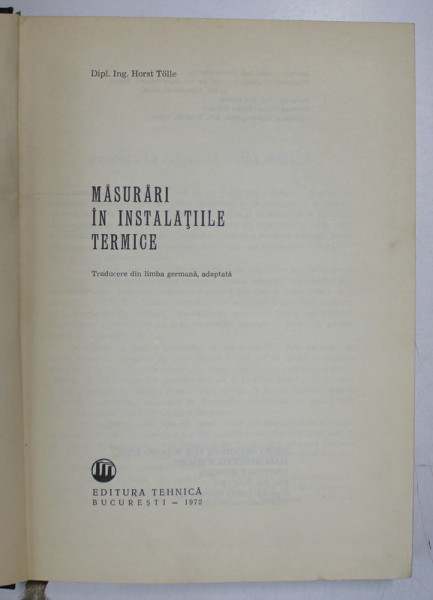 Dipl. Ing. Horst Tölle
MĂSURĂRI
ÎN INSTALAŢIILE
TERMICE
Traducere din limba germană, adaptată
EDITURA TEHNICĂ
BUCUREŞTI — 1972